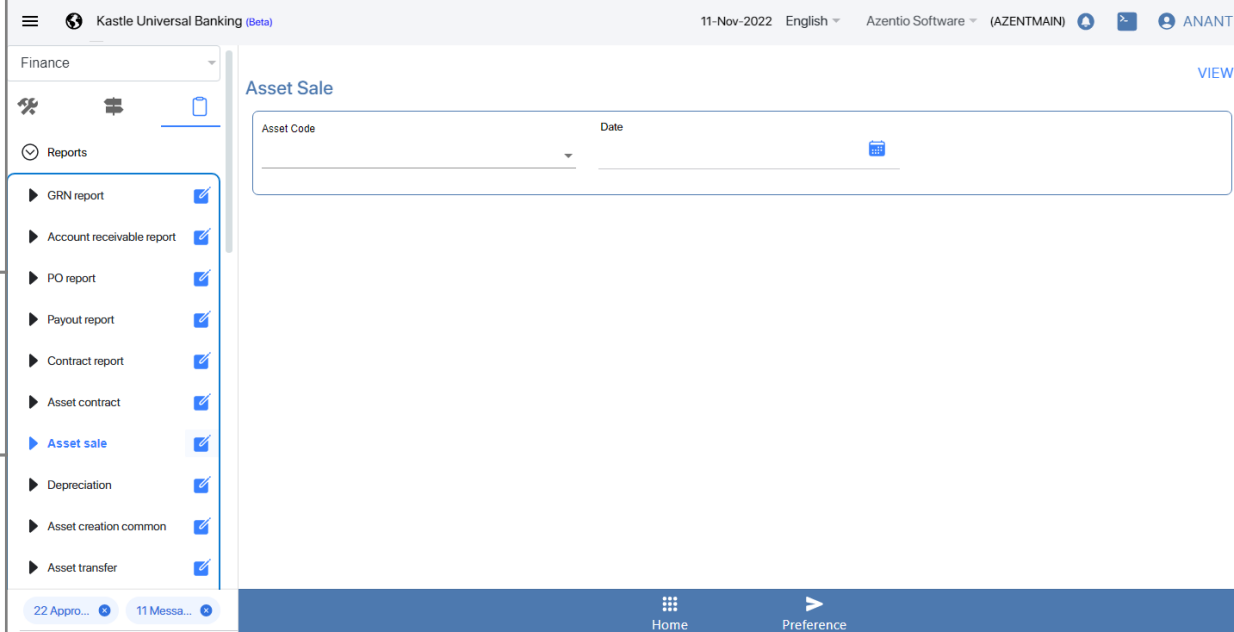 Kastle Universal Banking (Beta) 11-Nov-2022 English Azentio Software (AZENTMAIN) ANANT
Finance
VIEW
Asset Sale
Asset Code Date
Reports
GRN report
Account receivable report
PO report
Payout report
Contract report
Asset contract
Asset sale
Depreciation
Asset creation common
Asset transfer
22 Appro... 11 Messa...
Home Preference